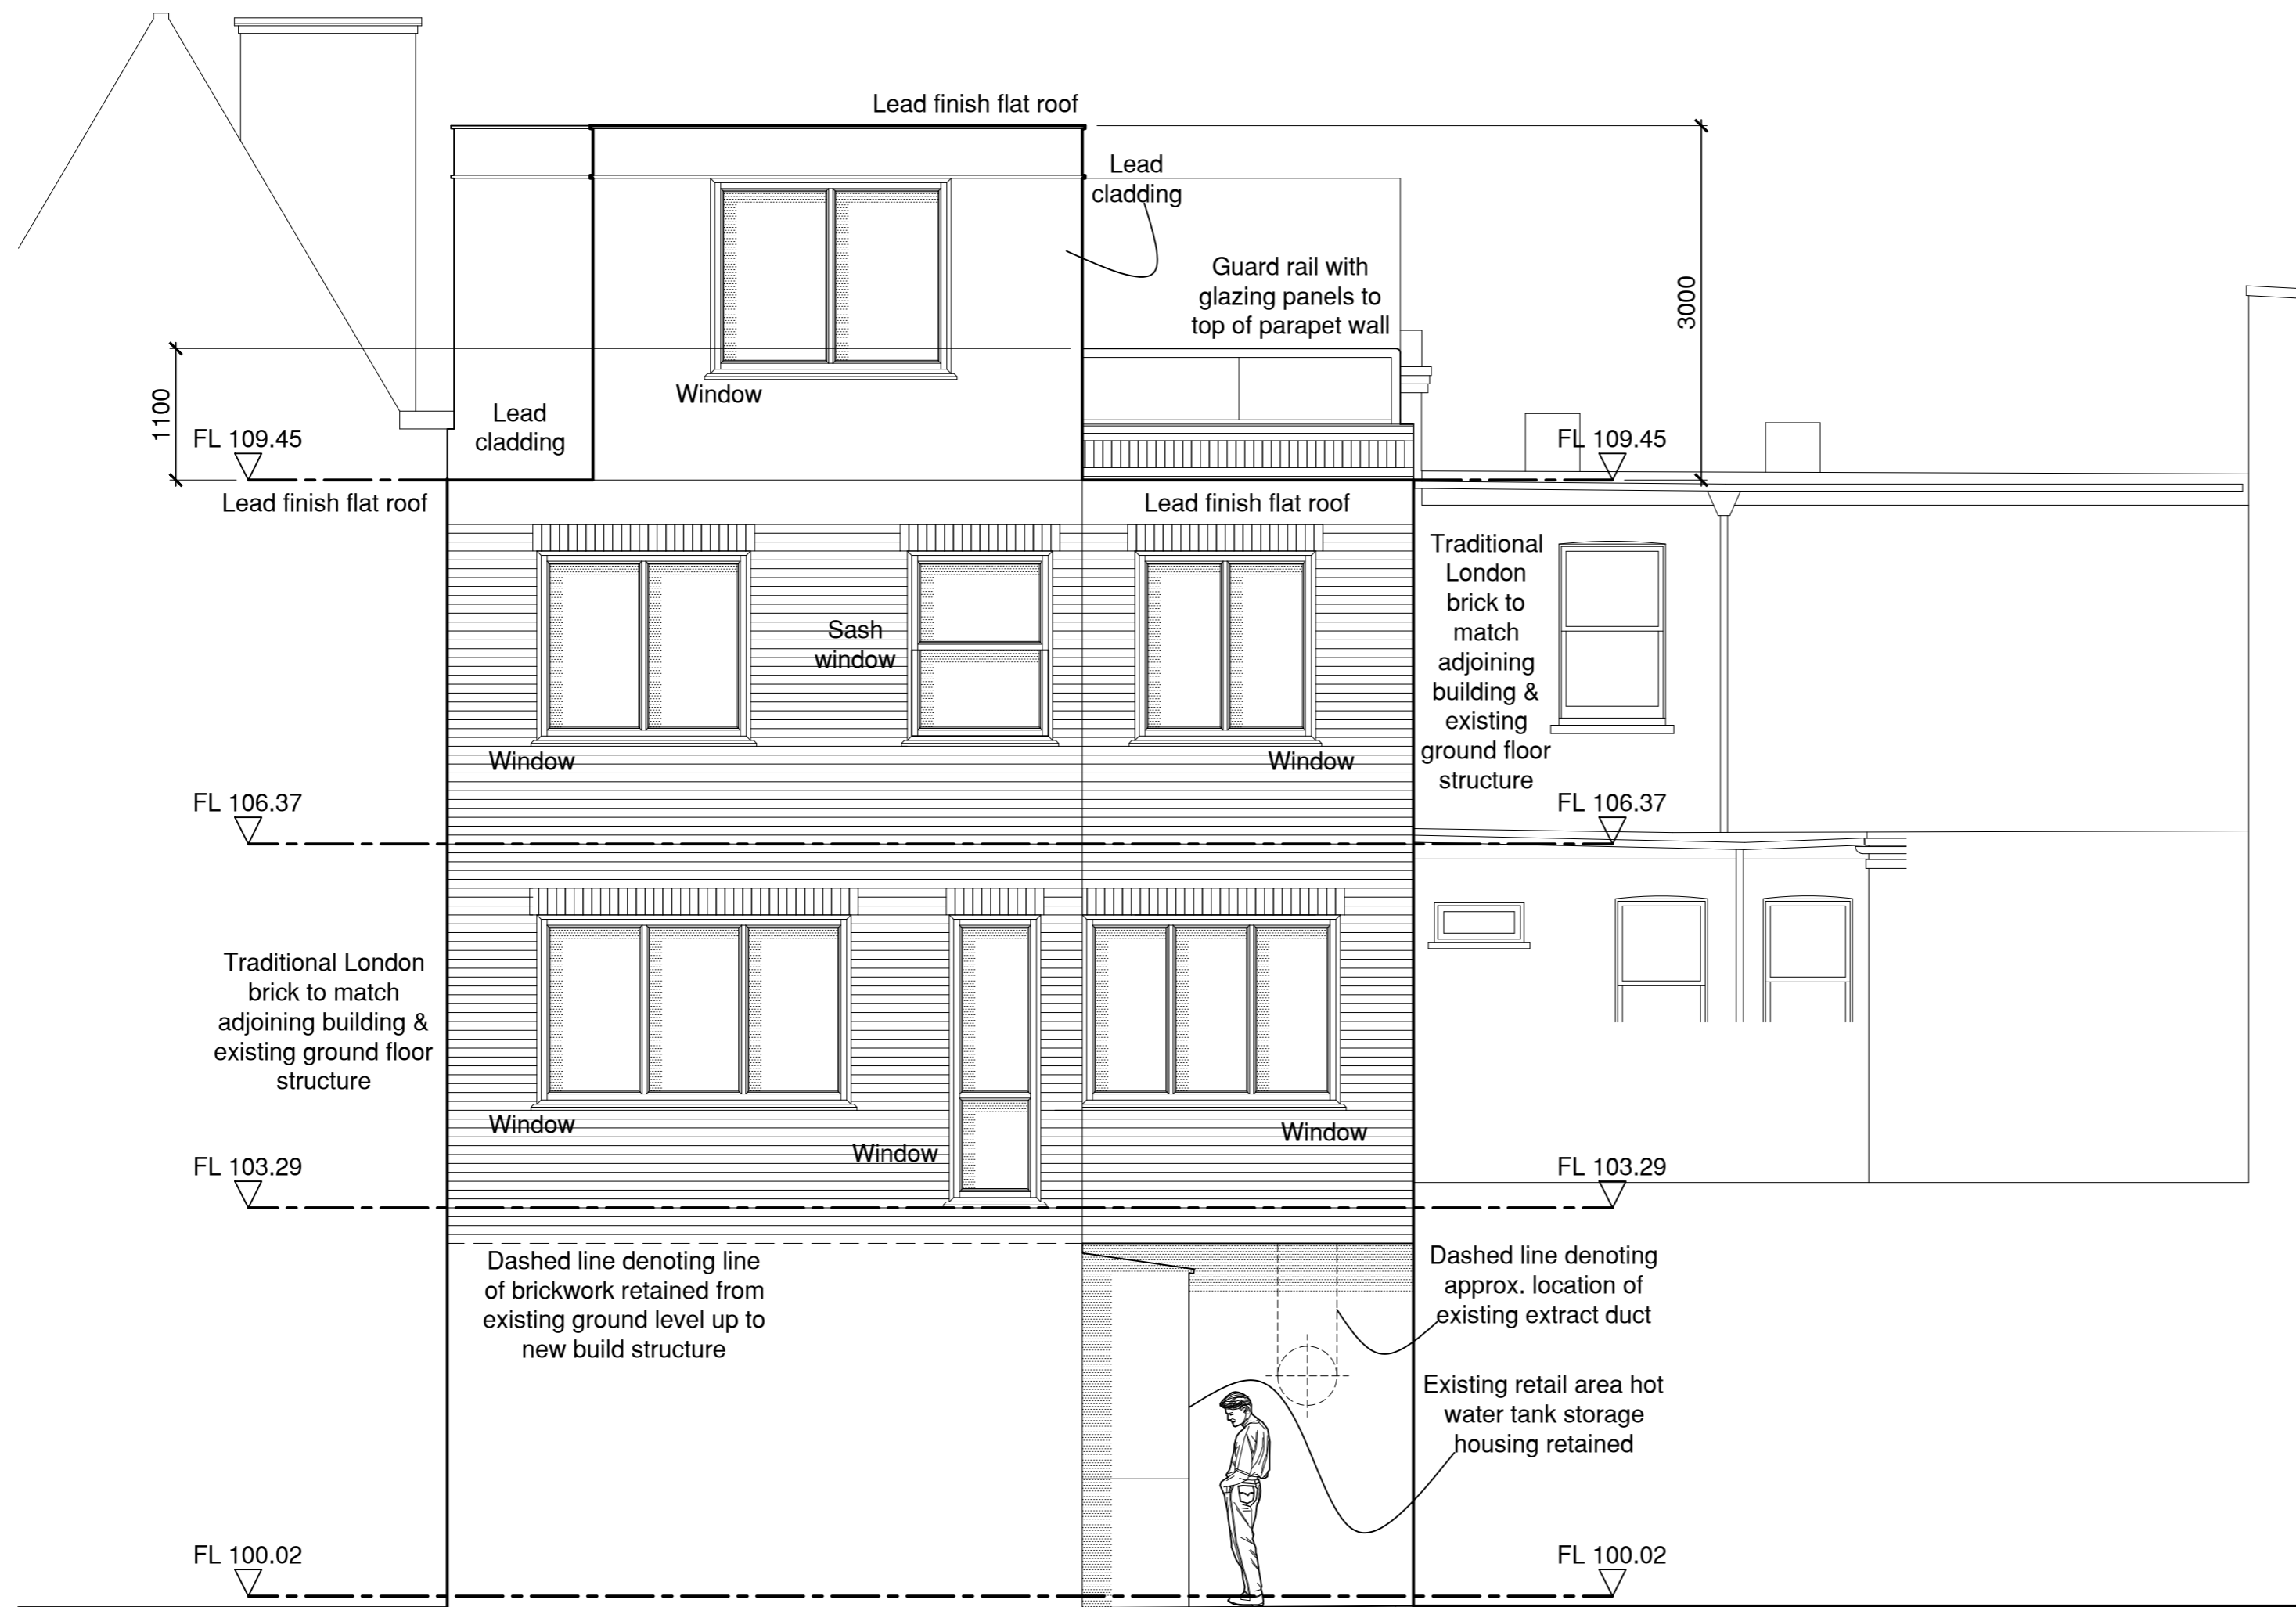 Lead finish flat roof
Lead
cladding
Guard rail with
glazing panels to
top of parapet wall
3000
Window
1100
Lead
cladding
FL 109.45
FL 109.45
Lead finish flat roof
Lead finish flat roof
Traditional
London
brick to
match
adjoining
building &
existing
ground floor
structure
Sash
window
Window
Window
FL 106.37
FL 106.37
Traditional London
brick to match
adjoining building &
existing ground floor
structure
Window
Window
Window
FL 103.29
FL 103.29
Dashed line denoting line
of brickwork retained from
existing ground level up to
new build structure
Dashed line denoting
approx. location of
existing extract duct
Existing retail area hot
water tank storage
housing retained
FL 100.02
FL 100.02